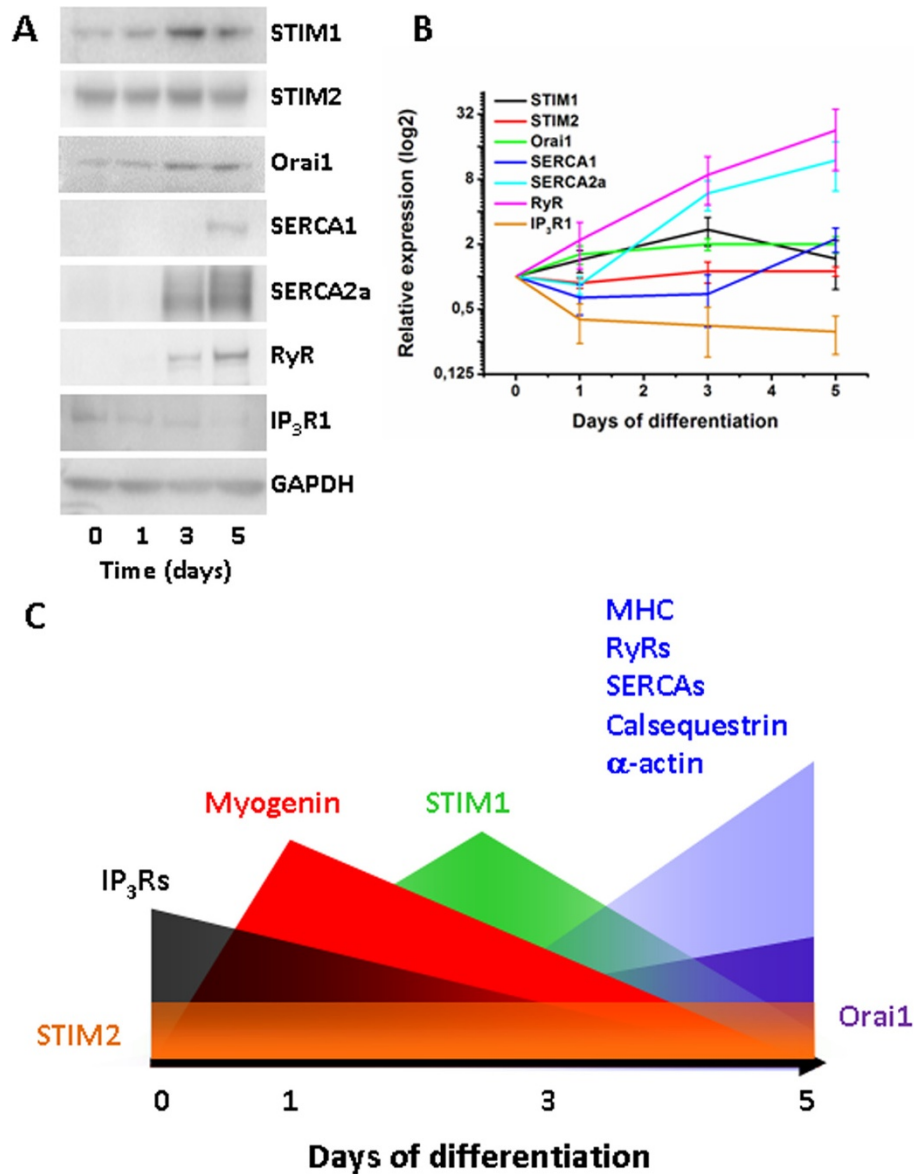 A
STIM1
STIM2
Orai1
SERCA1
SERCA2a
RyR
IP₃R1
GAPDH
0 1 3 5
Time (days)
B
Relative expression (log2)
32
8
2
0,5
0,125
STIM1
STIM2
Orai1
SERCA1
SERCA2a
RyR
IP₃R1
0 1 2 3 4 5
Days of differentiation
C
MHC
RyRs
SERCAs
Calsequestrin
α-actin
Myogenin
STIM1
IP₃Rs
STIM2
Orai1
0 1 3 5
Days of differentiation